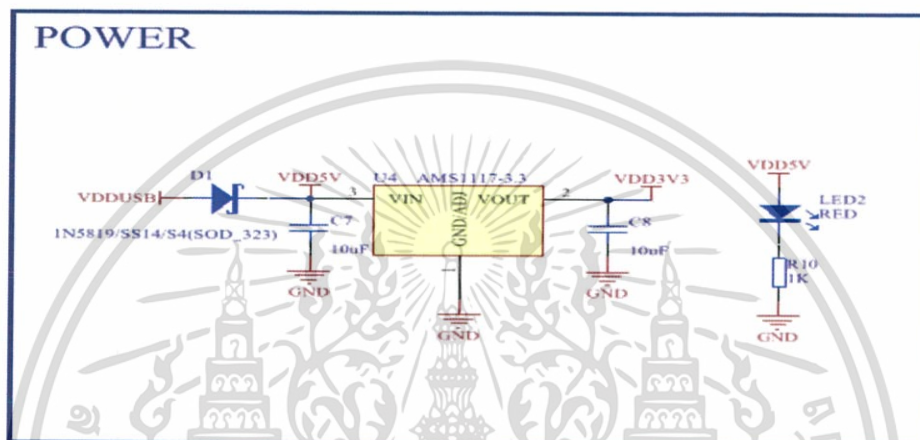 POWER
D1
VDDUSB
1N5819/SS14/S4(SOD_323)
VDD5V
C7
10uF
GND
3
U4
AMS1117-3.3
VIN
GND/ADJ
VOUT
1
GND
2
VDD3V3
C8
10uF
GND
VDD5V
LED2
RED
R10
1K
GND